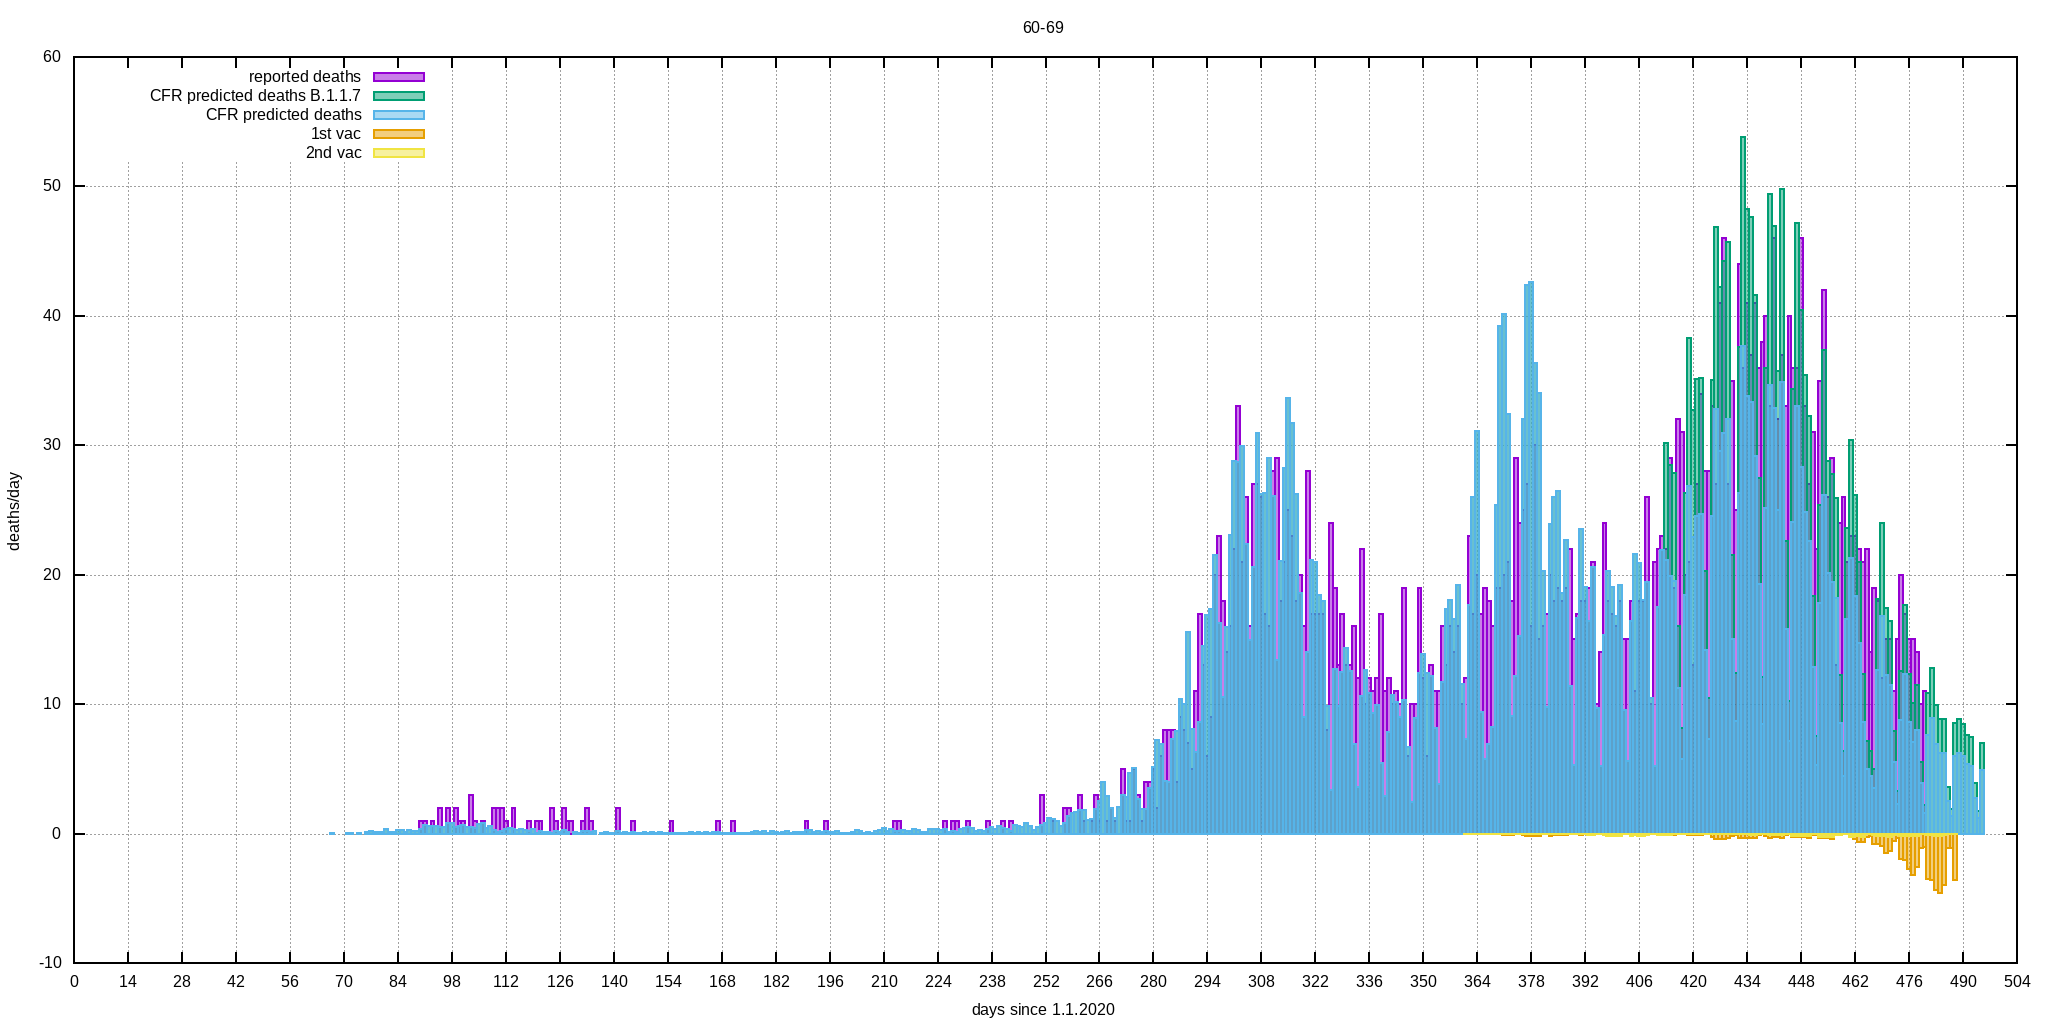 60-69
60
50
40
30
20
10
0
-10
reported deaths
CFR predicted deaths B.1.1.7
CFR predicted deaths
1st vac
2nd vac
deaths/day
0 14 28 42 56 70 84 98 112 126 140 154 168 182 196 210 224 238 252 266 280 294 308 322 336 350 364 378 392 406 420 434 448 462 476 490 504
days since 1.1.2020